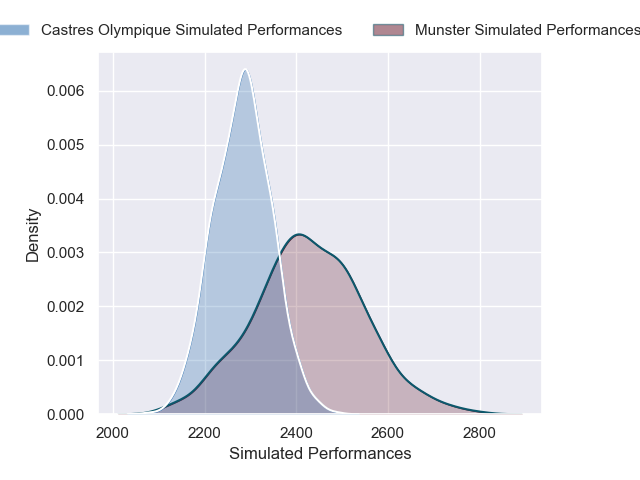 Castres Olympique Simulated Performances Munster Simulated Performances
0.006
0.005
0.004
0.003
0.002
0.001
0.000
Density
2000 2200 2400 2600 2800
Simulated Performances